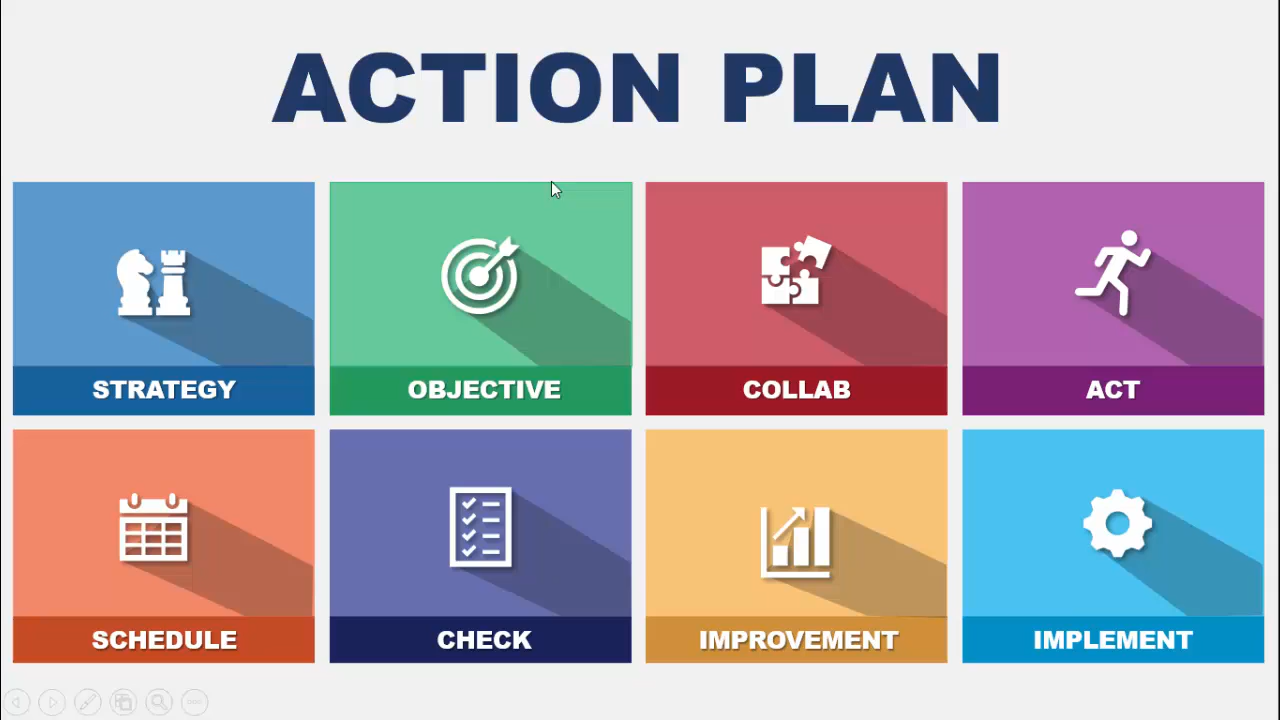 ACTION PLAN
STRATEGY
OBJECTIVE
COLLAB
ACT
SCHEDULE
CHECK
IMPROVEMENT
IMPLEMENT